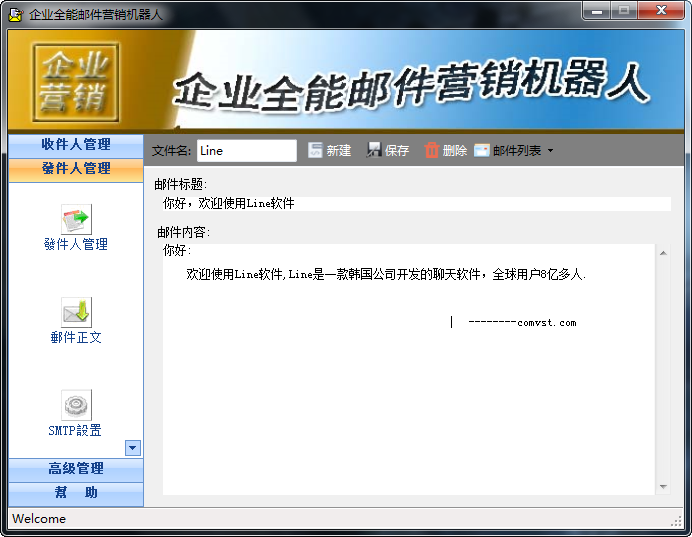 企业全能邮件营销机器人
企业
营销
企业全能邮件营销机器人
收件人管理
發件人管理
發件人管理
郵件正文
SMTP設置
高級管理
幫 助
文件名: Line 新建 保存 删除 邮件列表
邮件标题:
你好，欢迎使用Line软件
邮件内容:
你好:
欢迎使用Line软件,Line是一款韩国公司开发的聊天软件，全球用户8亿多人.
--------comvst.com
Welcome